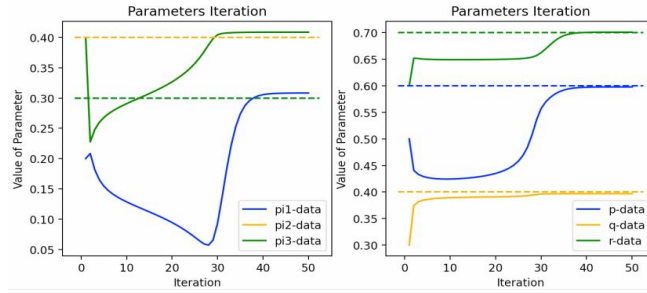 Parameters Iteration
Value of Parameter
0.40
0.35
0.30
0.25
0.20
0.15
0.10
0.05
0 10 20 30 40 50
Iteration
pi1-data
pi2-data
pi3-data
Parameters Iteration
Value of Parameter
0.70
0.65
0.60
0.55
0.50
0.45
0.40
0.35
0.30
0 10 20 30 40 50
Iteration
p-data
q-data
r-data